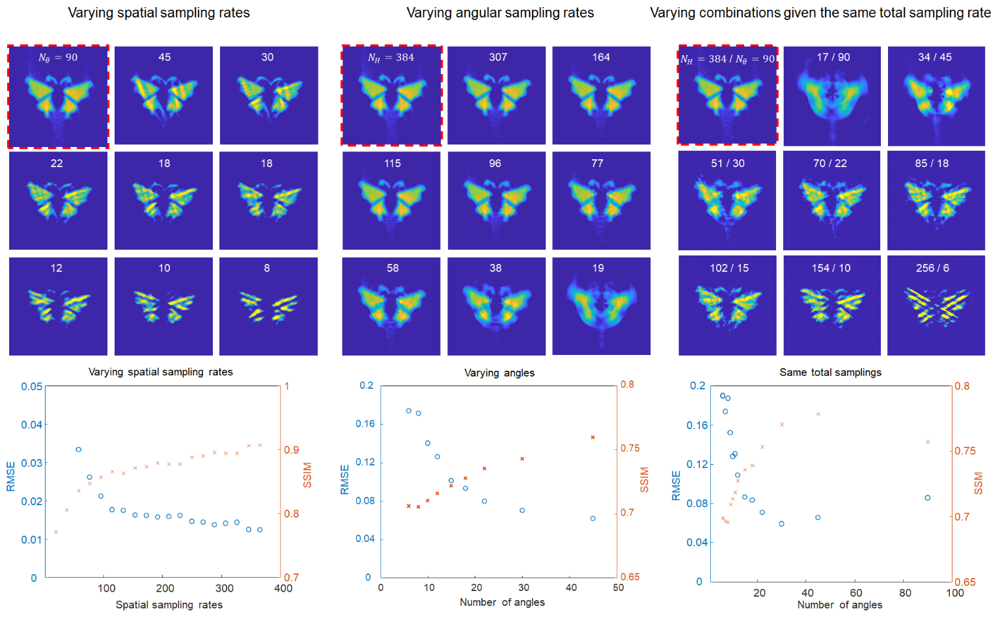 Varying spatial sampling rates
Varying angular sampling rates
Varying combinations given the same total sampling rate
N_θ = 90
45
30
22
18
18
12
10
8
N_H = 384
307
164
115
96
77
58
38
19
N_H = 384 / N_θ = 90
17 / 90
34 / 45
51 / 30
70 / 22
85 / 18
102 / 15
154 / 10
256 / 6
Varying spatial sampling rates
0.05
0.04
0.03
0.02
0.01
0
RMSE
1
0.9
0.8
0.7
SSIM
100
200
300
400
Spatial sampling rates
Varying angles
0.2
0.16
0.12
0.08
0.04
0
RMSE
0.8
0.75
0.7
0.65
SSIM
0
10
20
30
40
50
Number of angles
Same total samplings
0.2
0.16
0.12
0.08
0.04
0
RMSE
0.8
0.75
0.7
0.65
SSM
20
40
60
80
100
Number of angles